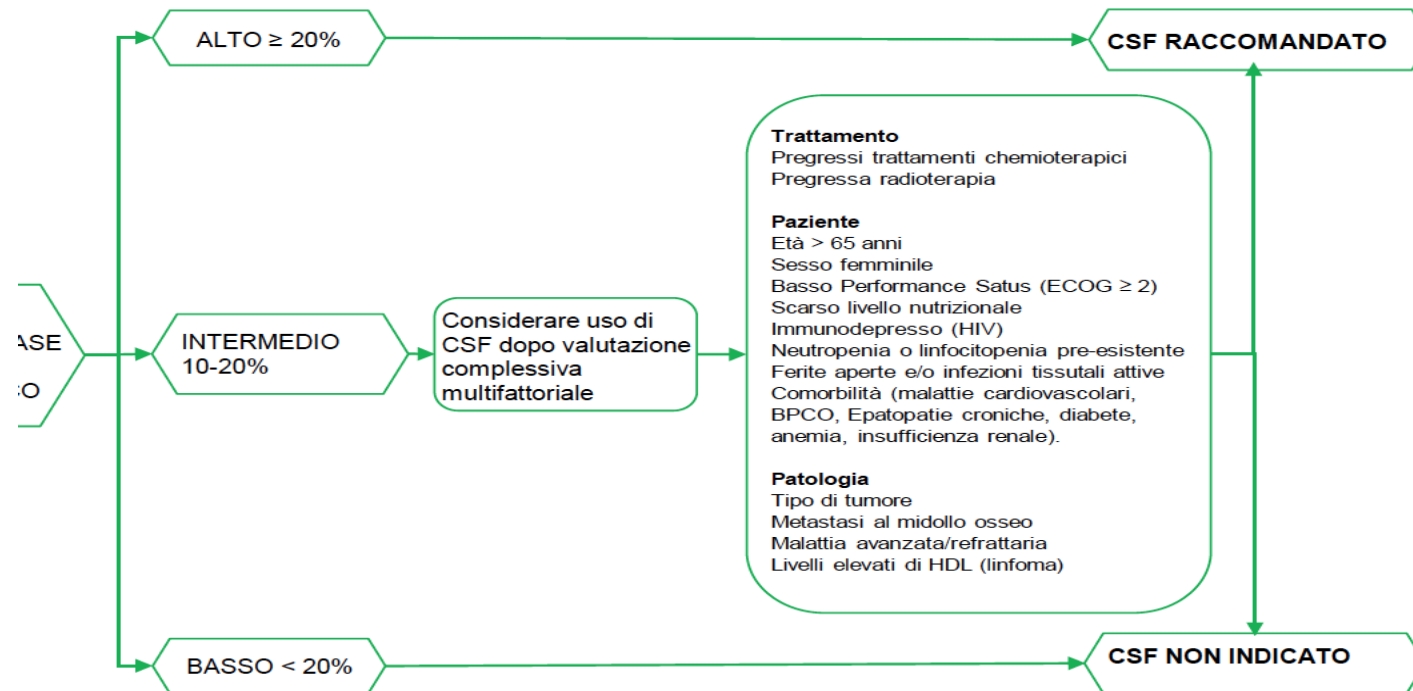 ALTO ≥ 20%
CSF RACCOMANDATO
Trattamento
Pregressi trattamenti chemioterapici
Pregressa radioterapia
Paziente
Età > 65 anni
Sesso femminile
Basso Performance Satus (ECOG ≥ 2)
Scarso livello nutrizionale
Immunodepresso (HIV)
Neutropenia o linfocitopenia pre-esistente
Ferite aperte e/o infezioni tissutali attive
Comorbilità (malattie cardiovascolari,
BPCO, Epatopatie croniche, diabete,
anemia, insufficienza renale).
Patologia
Tipo di tumore
Metastasi al midollo osseo
Malattia avanzata/refrattaria
Livelli elevati di HDL (linfoma)
ASE
CO
INTERMEDIO
10-20%
Considerare uso di
CSF dopo valutazione
complessiva
multifattoriale
BASSO < 20%
CSF NON INDICATO